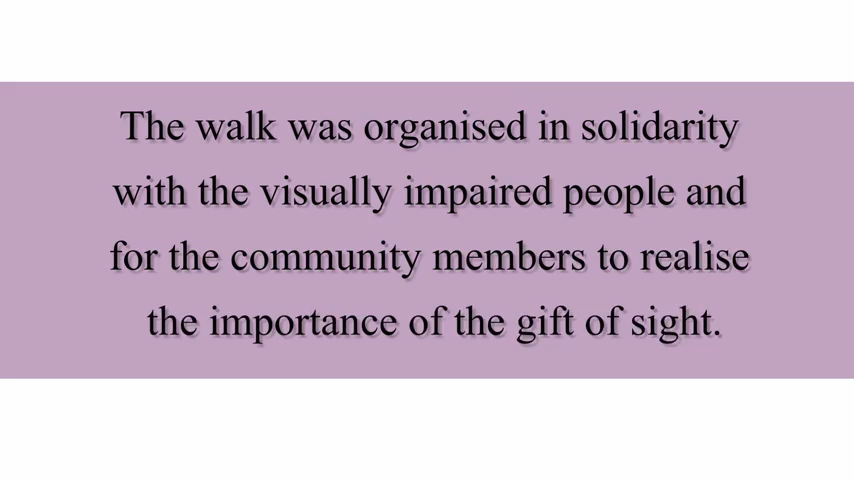 The walk was organised in solidarity
with the visually impaired people and
for the community members to realise
the importance of the gift of sight.